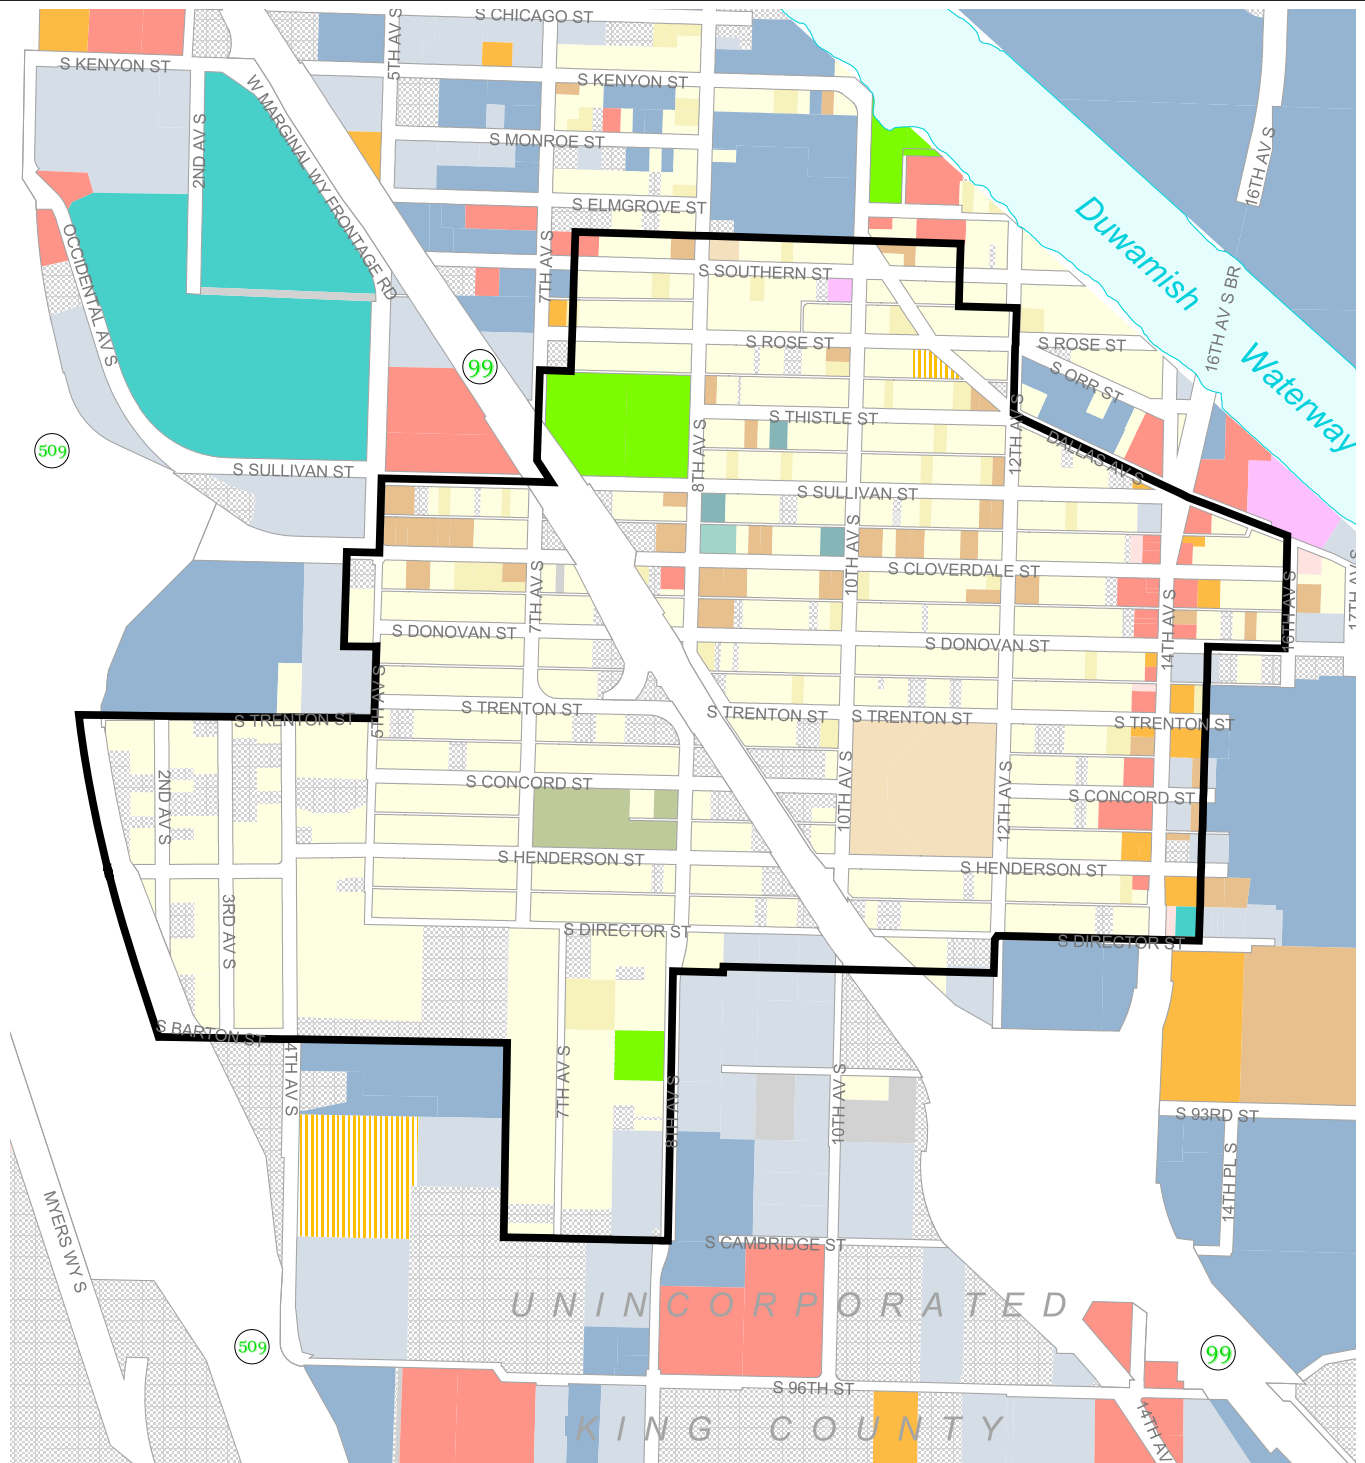 S CHICAGO ST
5TH AV S
S KENYON ST
S KENYON ST
W MARGINAL WY FRONTAGE RD
2ND AV S
S MONROE ST
16TH AV S
S ELMGROVE ST
Duwamish
OCCIDENTAL AV S
7TH AV S
S SOUTHERN ST
16TH AV S BR
S ROSE ST
S ROSE ST
Waterway
99
S ORR ST
S THISTLE ST
12TH AV S
8TH AV S
DALLAS AV S
509
S SULLIVAN ST
S SULLIVAN ST
10TH AV S
S CLOVERDALE ST
7TH AV S
14TH AV S
16TH AV S
17TH AV S
S DONOVAN ST
S DONOVAN ST
5TH AV S
S TRENTON ST
S TRENTON ST
S TRENTON ST
S TRENTON ST
S TRENTON ST
2ND AV S
S CONCORD ST
10TH AV S
12TH AV S
S CONCORD ST
S HENDERSON ST
S HENDERSON ST
3RD AV S
S DIRECTOR ST
S DIRECTOR ST
S BARTON ST
4TH AV S
7TH AV S
8TH AV S
10TH AV S
S 93RD ST
14TH PL S
MYERS WY S
S CAMBRIDGE ST
UNINCORPORATED
509
99
S 96TH ST
14TH AV
KING COUNTY